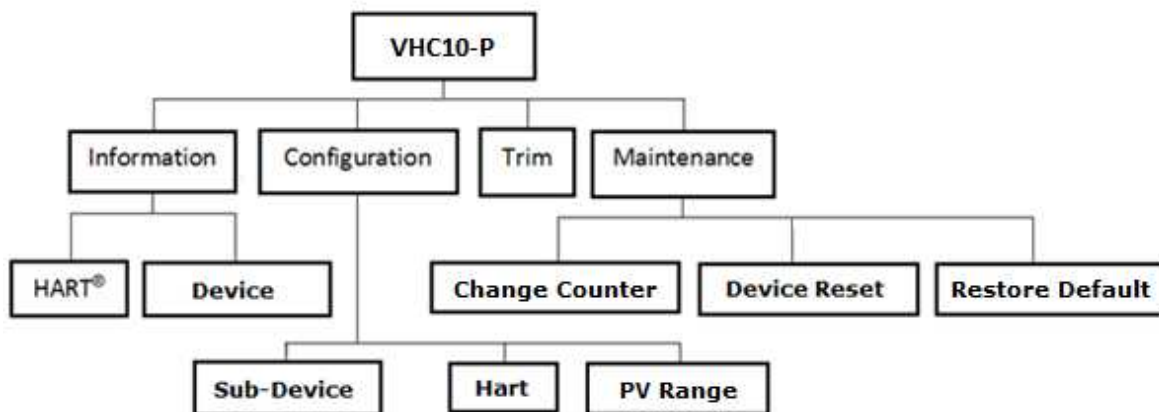 VHC10-P
Information
Configuration
Trim
Maintenance
HART®
Device
Change Counter
Device Reset
Restore Default
Sub-Device
Hart
PV Range